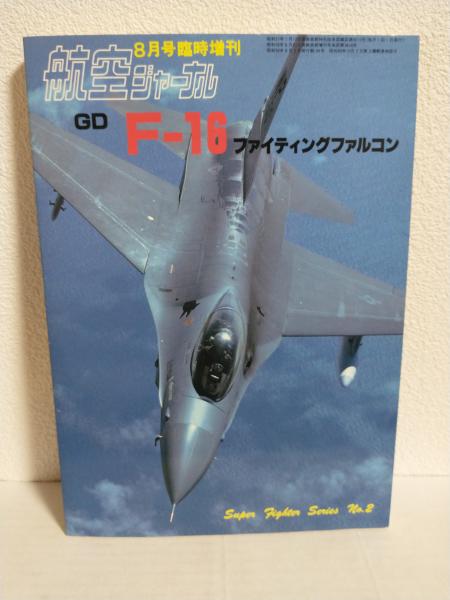 8月号臨時増刊
航空ジャーナル
GD F-16 ファイティングファルコン
Super Fighter Series No.2